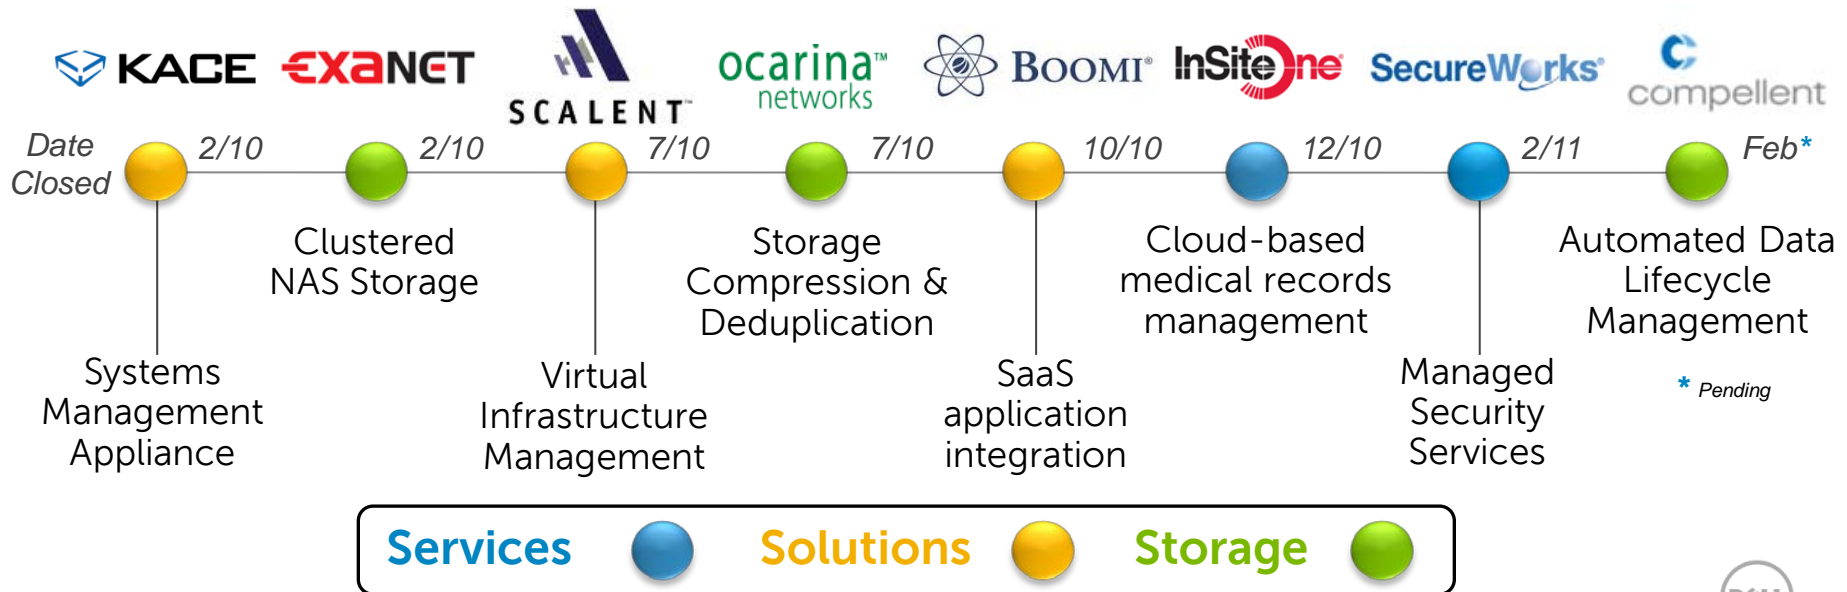 KACE
EXANET
SCALENT™
ocarina™
networks
BOOMI®
InSiteOne®
SecureWorks®
compellent
Date
Closed
2/10
2/10
7/10
7/10
10/10
12/10
2/11
Feb*
Systems
Management
Appliance
Clustered
NAS Storage
Virtual
Infrastructure
Management
Storage
Compression &
Deduplication
SaaS
application
integration
Cloud-based
medical records
management
Managed
Security
Services
Automated Data
Lifecycle
Management
* Pending
Services
Solutions
Storage